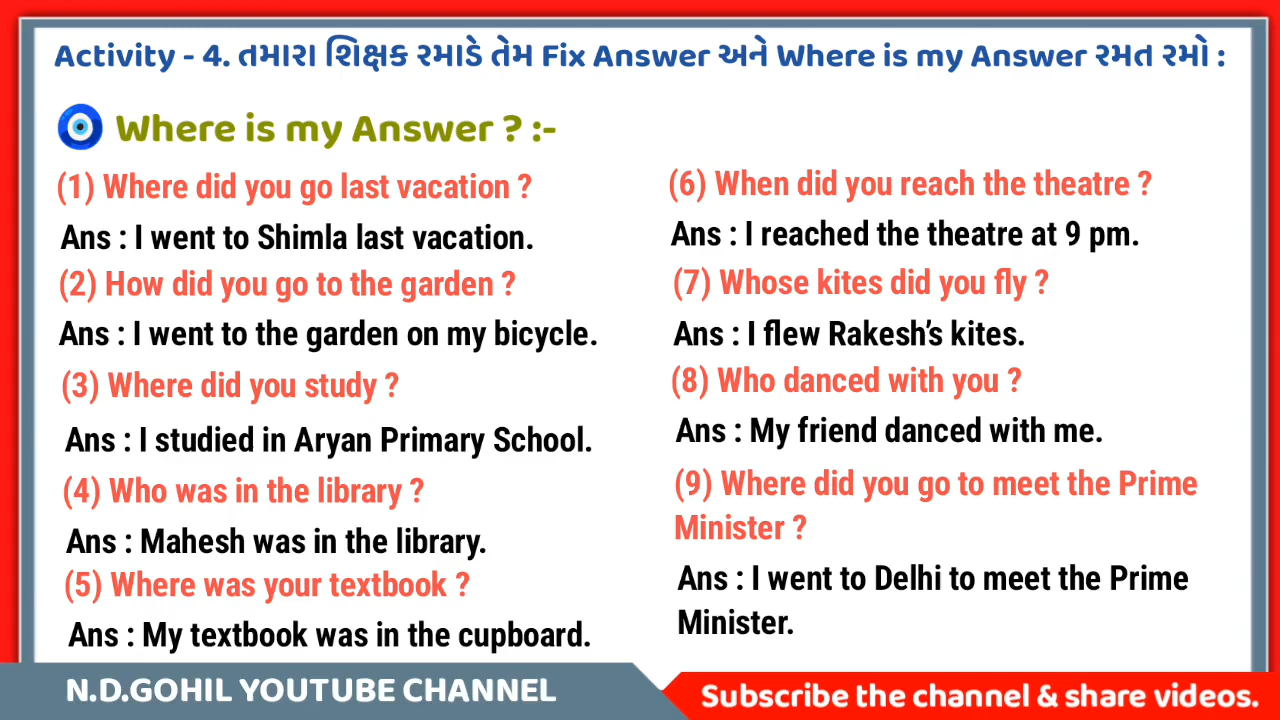 Activity - 4. તમારા શિક્ષક રમાડે તેમ Fix Answer અને Where is my Answer રમત રમો :
Where is my Answer ? :-
(1) Where did you go last vacation ?
Ans : I went to Shimla last vacation.
(2) How did you go to the garden ?
Ans : I went to the garden on my bicycle.
(3) Where did you study ?
Ans : I studied in Aryan Primary School.
(4) Who was in the library ?
Ans : Mahesh was in the library.
(5) Where was your textbook ?
Ans : My textbook was in the cupboard.
(6) When did you reach the theatre ?
Ans : I reached the theatre at 9 pm.
(7) Whose kites did you fly ?
Ans : I flew Rakesh’s kites.
(8) Who danced with you ?
Ans : My friend danced with me.
(9) Where did you go to meet the Prime
Minister ?
Ans : I went to Delhi to meet the Prime
Minister.
N.D.GOHIL YOUTUBE CHANNEL
Subscribe the channel & share videos.